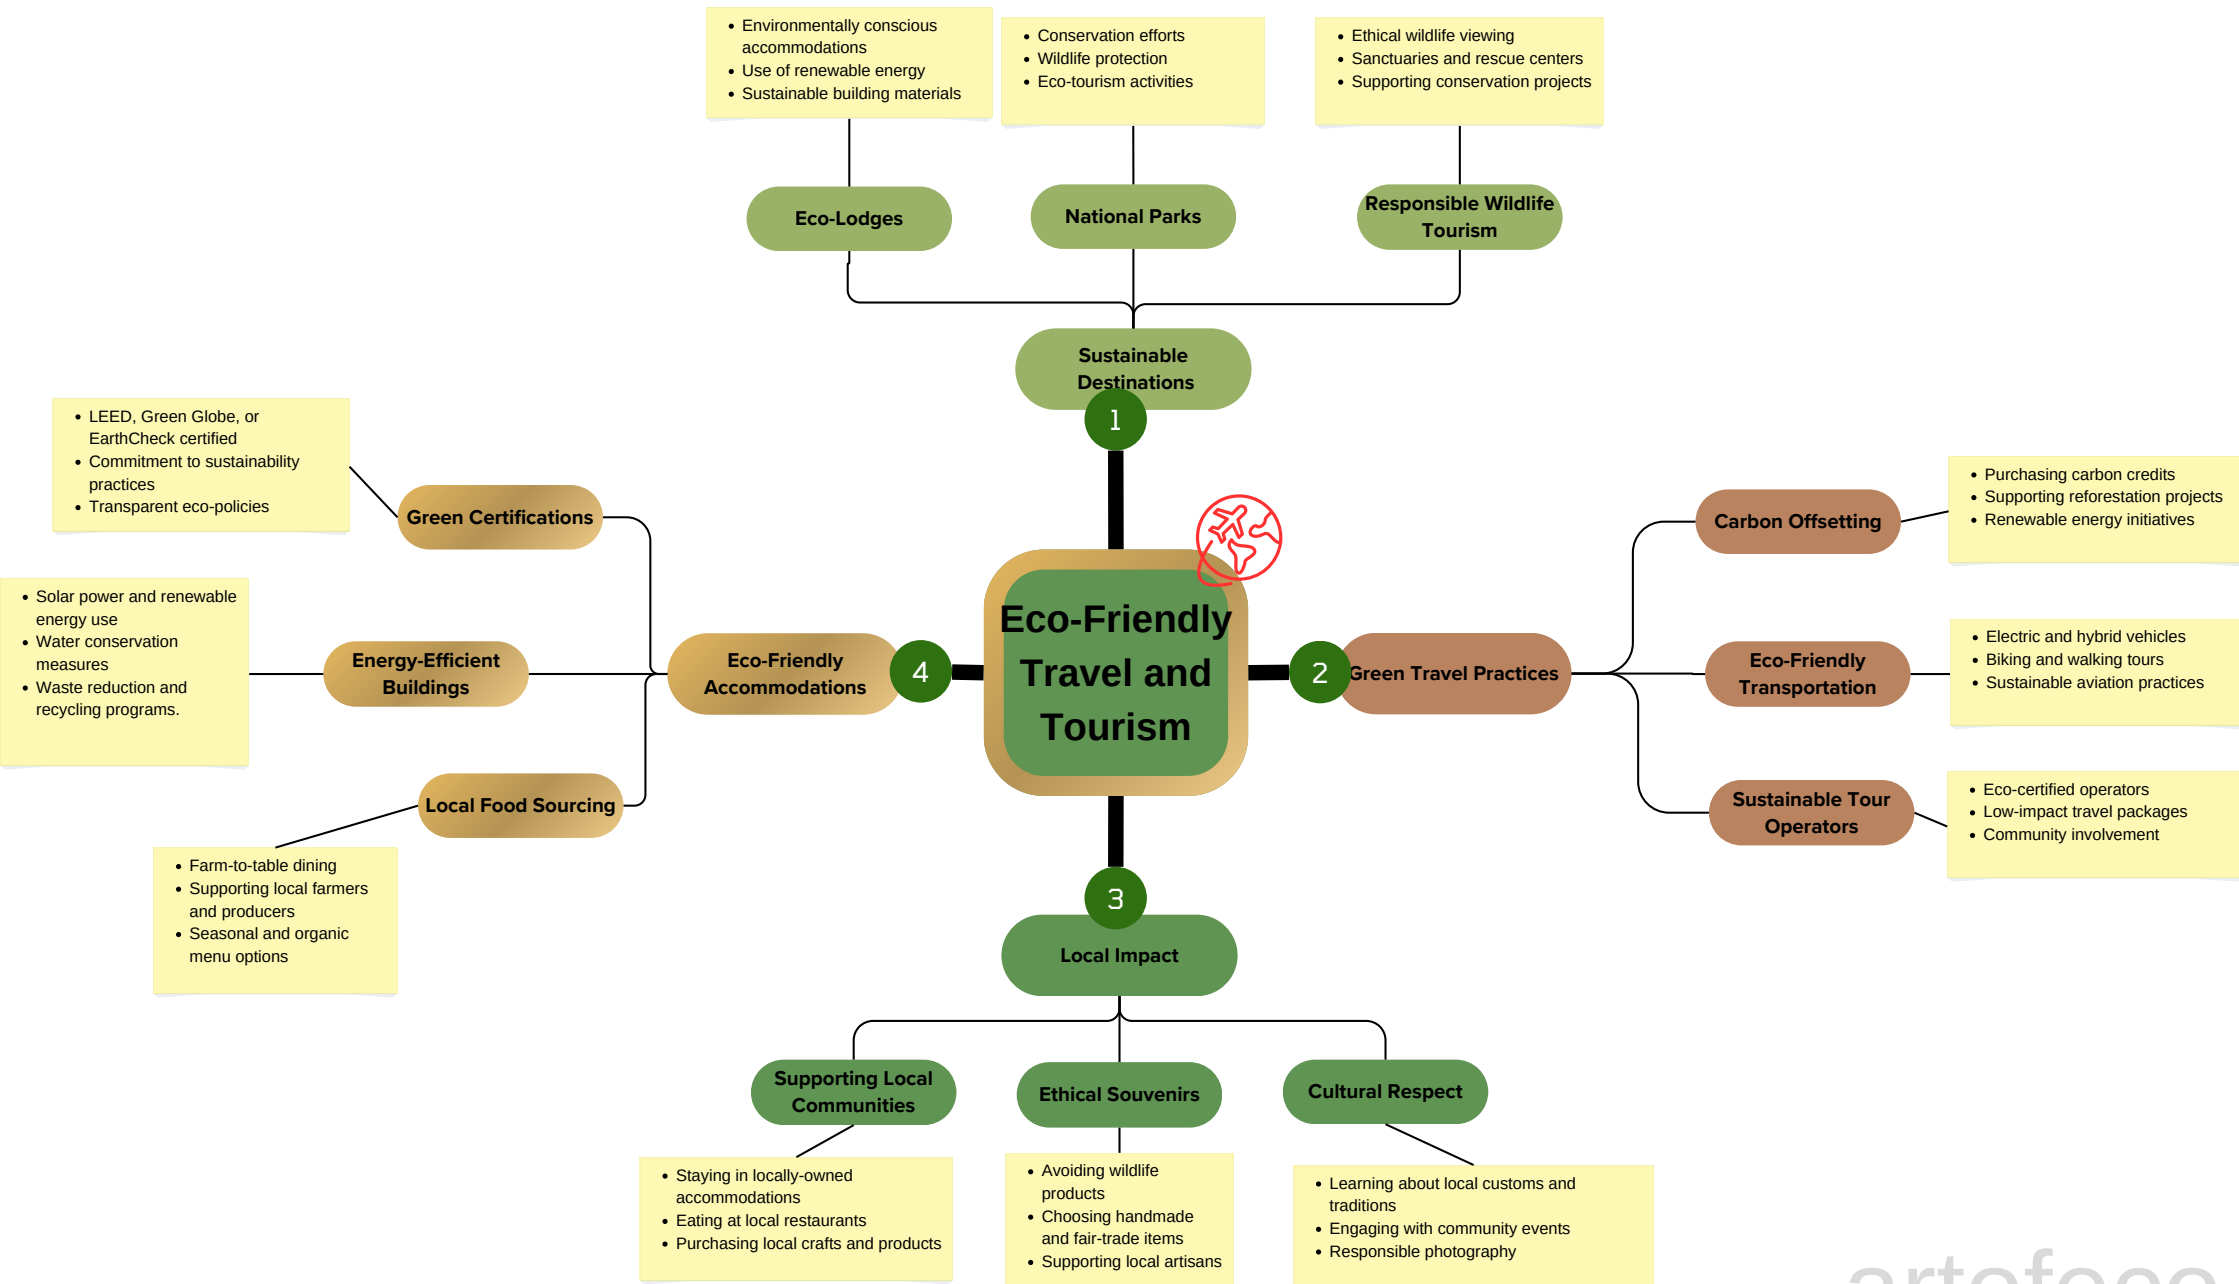 • Environmentally conscious
accommodations
• Use of renewable energy
• Sustainable building materials
• Conservation efforts
• Wildlife protection
• Eco-tourism activities
• Ethical wildlife viewing
• Sanctuaries and rescue centers
• Supporting conservation projects
Eco-Lodges
National Parks
Responsible Wildlife
Tourism
Sustainable
Destinations
1
• LEED, Green Globe, or
EarthCheck certified
• Commitment to sustainability
practices
• Transparent eco-policies
Green Certifications
• Solar power and renewable
energy use
• Water conservation
measures
• Waste reduction and
recycling programs.
Energy-Efficient
Buildings
Local Food Sourcing
• Farm-to-table dining
• Supporting local farmers
and producers
• Seasonal and organic
menu options
Eco-Friendly
Accommodations
4
Eco-Friendly
Travel and
Tourism
2
Green Travel Practices
Carbon Offsetting
• Purchasing carbon credits
• Supporting reforestation projects
• Renewable energy initiatives
Eco-Friendly
Transportation
• Electric and hybrid vehicles
• Biking and walking tours
• Sustainable aviation practices
Sustainable Tour
Operators
• Eco-certified operators
• Low-impact travel packages
• Community involvement
3
Local Impact
Supporting Local
Communities
Ethical Souvenirs
Cultural Respect
• Staying in locally-owned
accommodations
• Eating at local restaurants
• Purchasing local crafts and products
• Avoiding wildlife
products
• Choosing handmade
and fair-trade items
• Supporting local artisans
• Learning about local customs and
traditions
• Engaging with community events
• Responsible photography